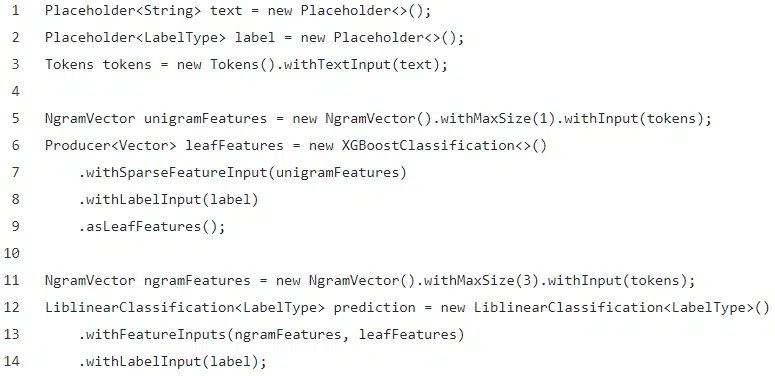 1 Placeholder<String> text = new Placeholder<>();
2 Placeholder<LabelType> label = new Placeholder<>();
3 Tokens tokens = new Tokens().withTextInput(text);
4
5 NgramVector unigramFeatures = new NgramVector().withMaxSize(1).withInput(tokens);
6 Producer<Vector> leafFeatures = new XGBoostClassification<>()
7     .withSparseFeatureInput(unigramFeatures)
8     .withLabelInput(label)
9     .asLeafFeatures();
10
11 NgramVector ngramFeatures = new NgramVector().withMaxSize(3).withInput(tokens);
12 LiblinearClassification<LabelType> prediction = new LiblinearClassification<LabelType>()
13     .withFeatureInputs(ngramFeatures, leafFeatures)
14     .withLabelInput(label);